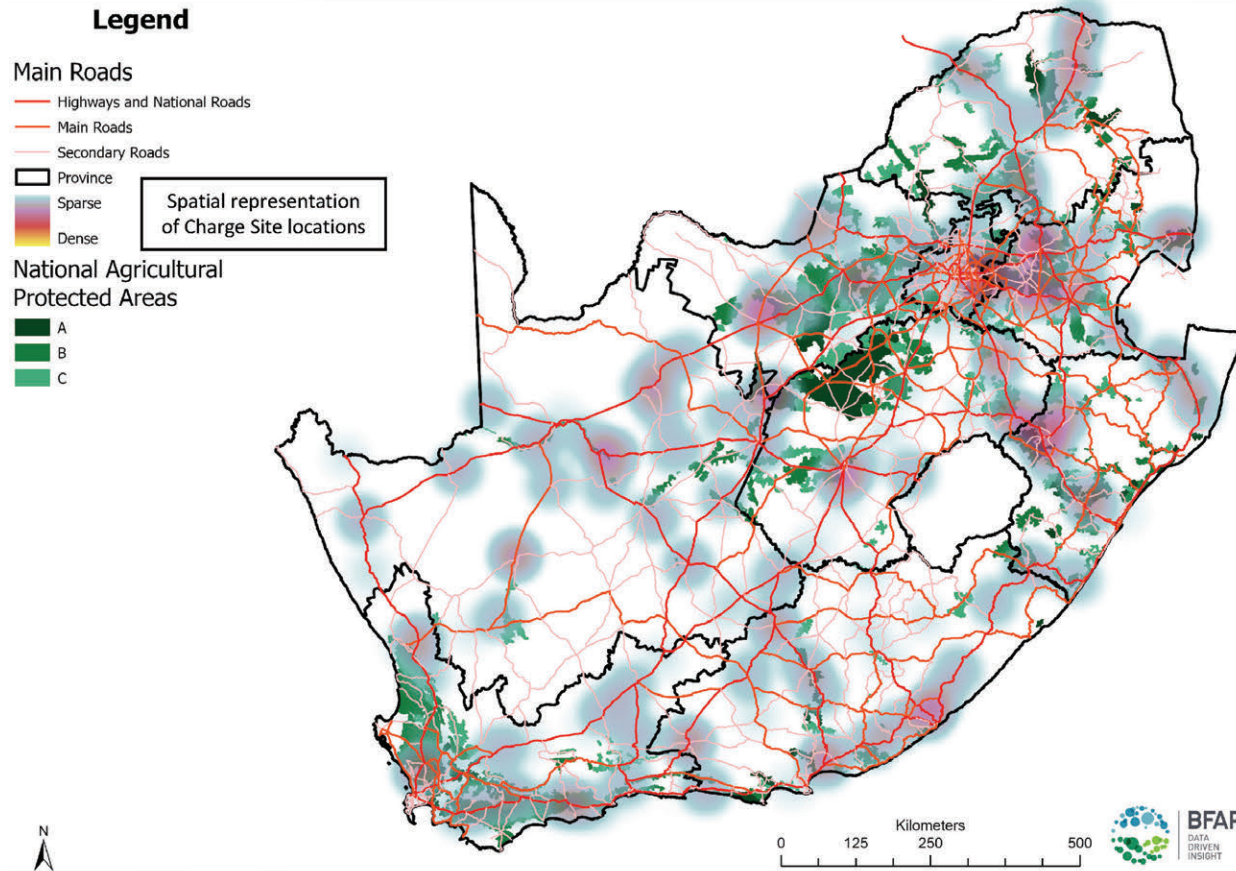 Legend
Main Roads
Highways and National Roads
Main Roads
Secondary Roads
Province
Sparse
Dense
Spatial representation
of Charge Site locations
National Agricultural
Protected Areas
A
B
C
N
Kilometers
0 125 250 500
BFAP
DATA
DRIVEN
INSIGHT